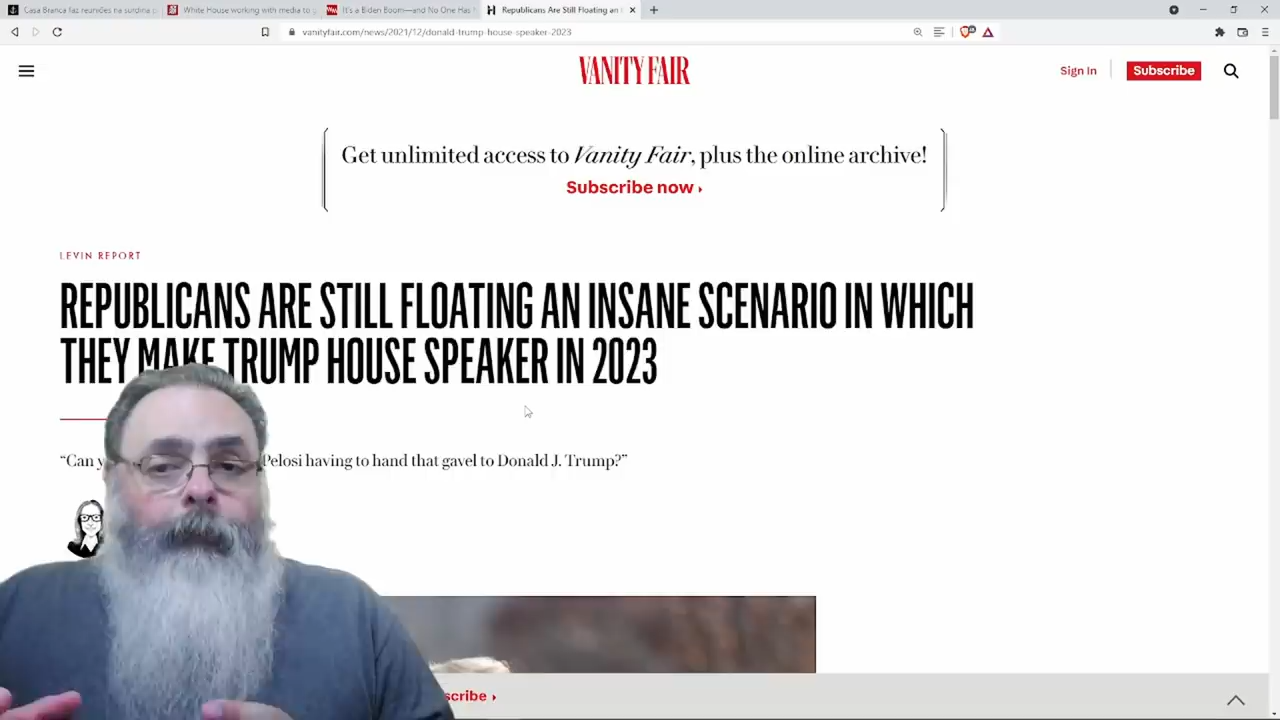 Casa Branca faz reuniões na surdina p
White House working with media to g
It's a Biden Boom—and No One Has N
Republicans Are Still Floating an I
vanityfair.com/news/2021/12/donald-trump-house-speaker-2023
VANITY FAIR
Sign In
Subscribe
Get unlimited access to Vanity Fair, plus the online archive!
Subscribe now ›
LEVIN REPORT
REPUBLICANS ARE STILL FLOATING AN INSANE SCENARIO IN WHICH
THEY MAKE TRUMP HOUSE SPEAKER IN 2023
“Can y Pelosi having to hand that gavel to Donald J. Trump?”
scribe ›